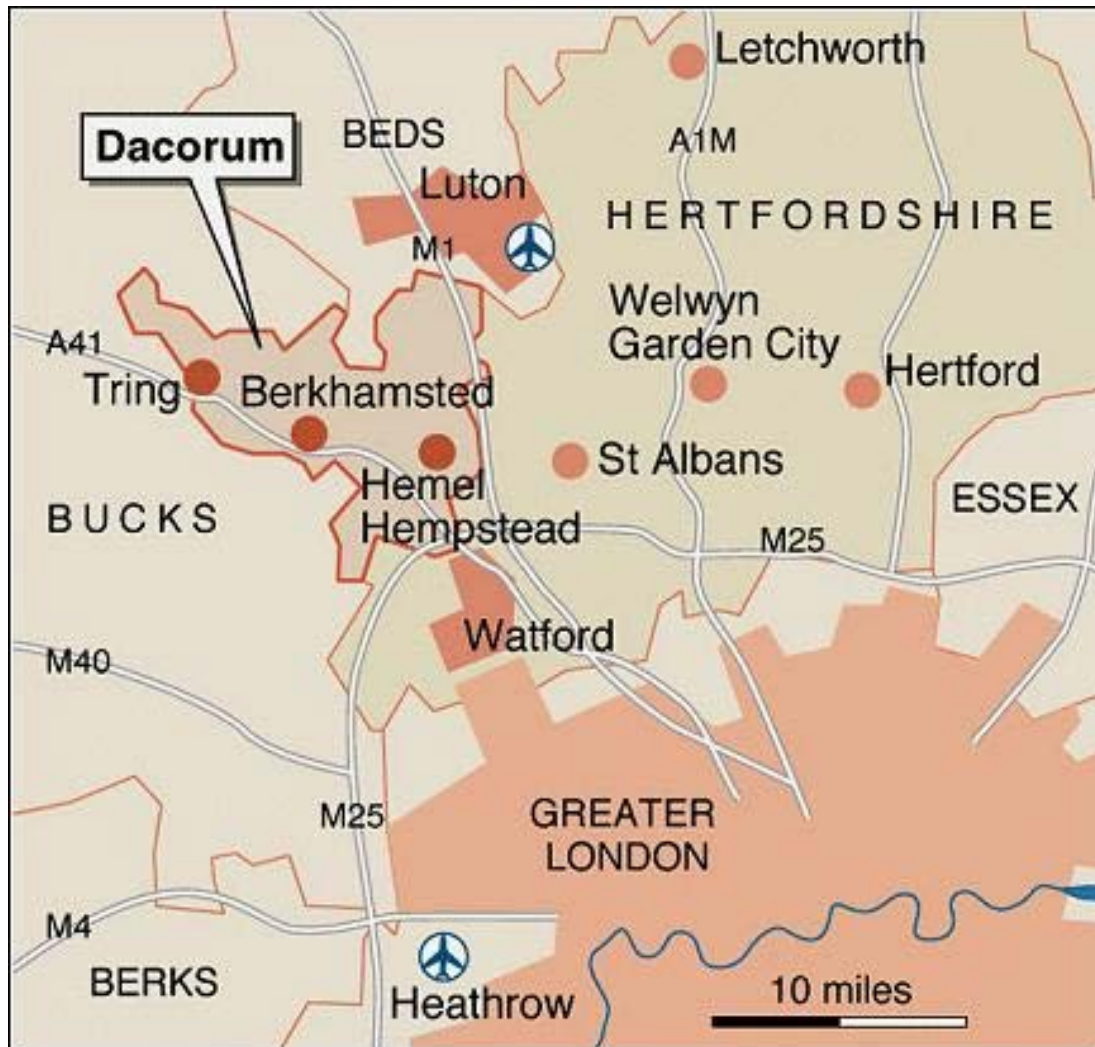 Letchworth
BEDS
A1M
Dacorum
Luton
HERTFORDSHIRE
M1
Welwyn
Garden City
A41
Tring
Berkhamsted
Hertford
St Albans
Hemel
Hempstead
BUCKS
ESSEX
M25
Watford
M40
M25
GREATER
LONDON
M4
BERKS
Heathrow
10 miles